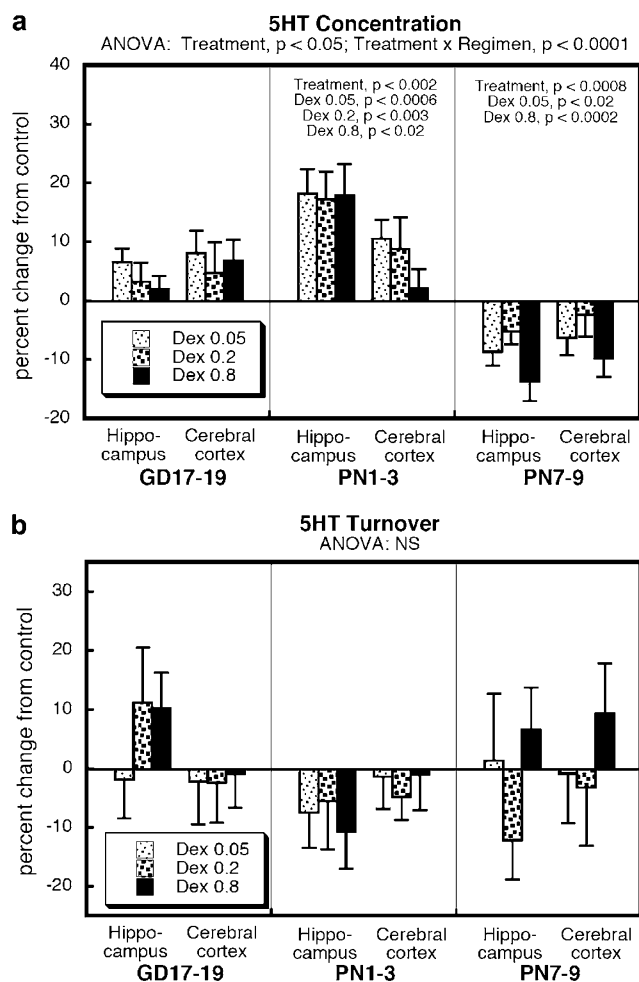 a
5HT Concentration
ANOVA: Treatment, p < 0.05; Treatment x Regimen, p < 0.0001
percent change from control
40
30
20
10
0
-10
-20
Treatment, p < 0.002
Dex 0.05, p < 0.0006
Dex 0.2, p < 0.003
Dex 0.8, p < 0.02
Treatment, p < 0.0008
Dex 0.05, p < 0.02
Dex 0.8, p < 0.0002
Dex 0.05
Dex 0.2
Dex 0.8
Hippo-
campus
Cerebral
cortex
GD17-19
Hippo-
campus
Cerebral
cortex
PN1-3
Hippo-
campus
Cerebral
cortex
PN7-9
b
5HT Turnover
ANOVA: NS
percent change from control
30
20
10
0
-10
-20
Dex 0.05
Dex 0.2
Dex 0.8
Hippo-
campus
Cerebral
cortex
GD17-19
Hippo-
campus
Cerebral
cortex
PN1-3
Hippo-
campus
Cerebral
cortex
PN7-9